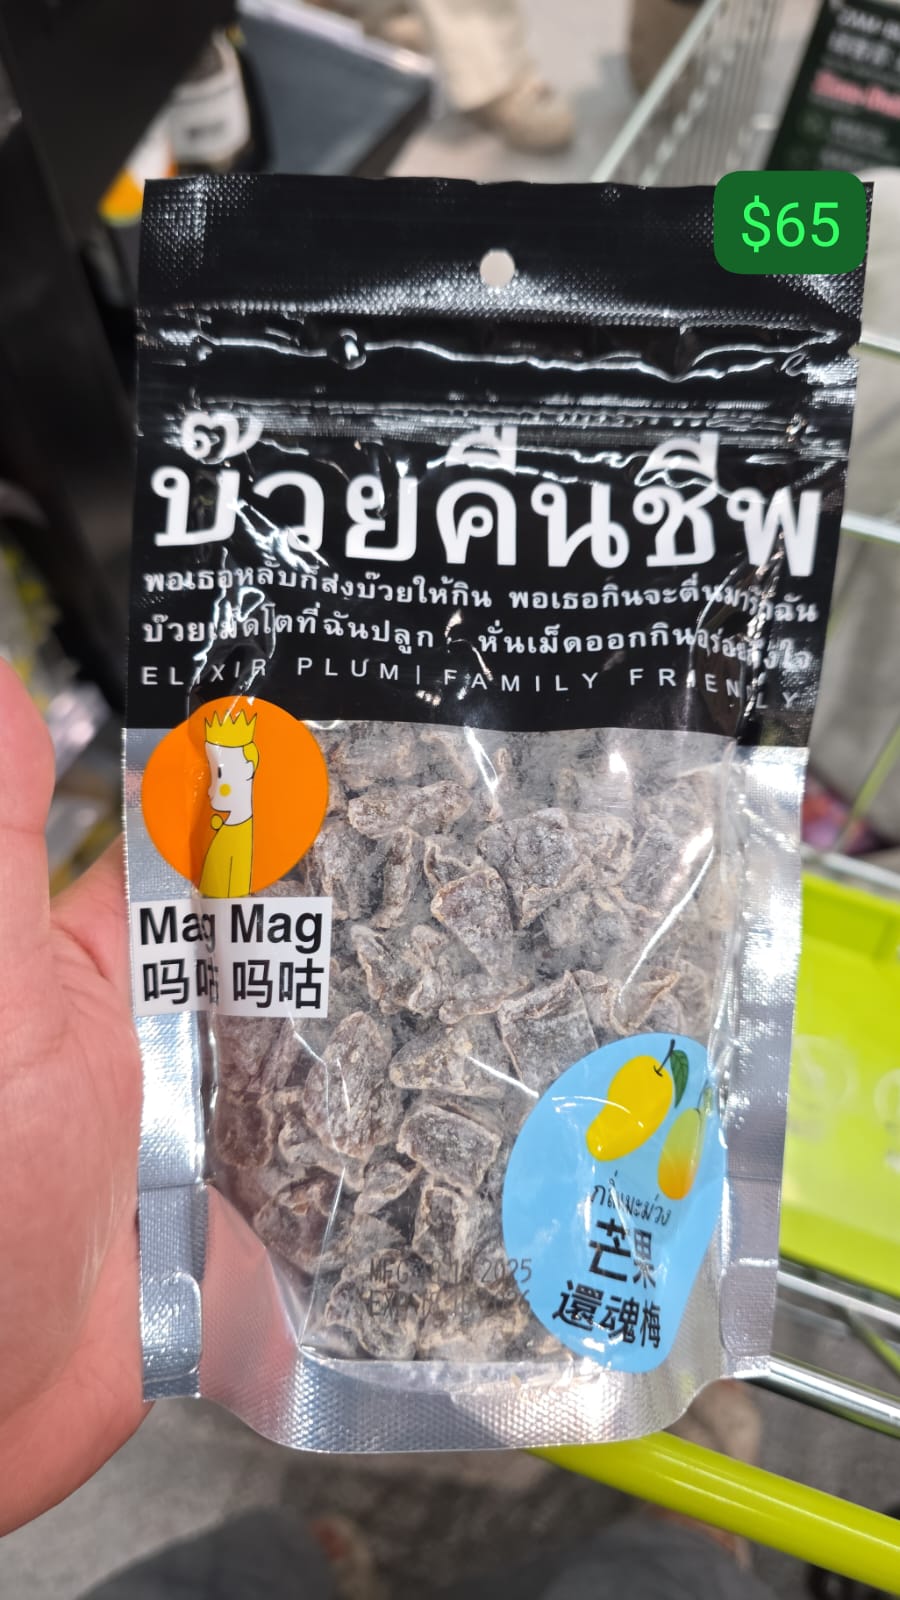 $65
บ๊วยคืนชีพ
พอเธอหลับก็ส่งบ๊วยให้กิน พอเธอกินจะตื่นมารักฉัน
บ๊วยเม็ดโตที่ฉันปลูก หั่นเม็ดออกกินอร่อย
ELIXIR PLUM | FAMILY FRIENDLY
Mag Mag
吗咕 吗咕
กลิ่นมะม่วง
芒果
還魂梅
MFG 2025
EXP